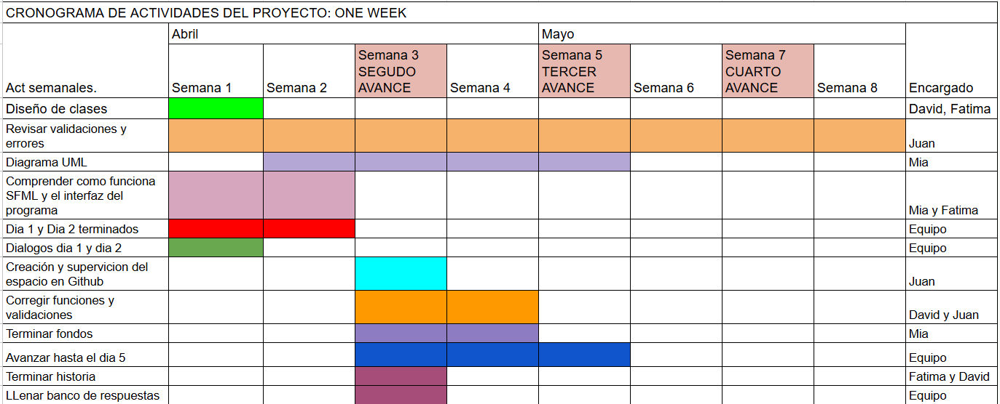 CRONOGRAMA DE ACTIVIDADES DEL PROYECTO: ONE WEEK
Abril
Mayo
Act semanales.
Semana 1
Semana 2
Semana 3
SEGUDO
AVANCE
Semana 4
Semana 5
TERCER
AVANCE
Semana 6
Semana 7
CUARTO
AVANCE
Semana 8
Encargado
Diseño de clases
David, Fatima
Revisar validaciones y
errores
Juan
Diagrama UML
Mia
Comprender como funciona
SFML y el interfaz del
programa
Mia y Fatima
Dia 1 y Dia 2 terminados
Equipo
Dialogos dia 1 y dia 2
Equipo
Creación y supervicion del
espacio en Github
Juan
Corregir funciones y
validaciones
David y Juan
Terminar fondos
Mia
Avanzar hasta el dia 5
Equipo
Terminar historia
Fatima y David
LLenar banco de respuestas
Equipo